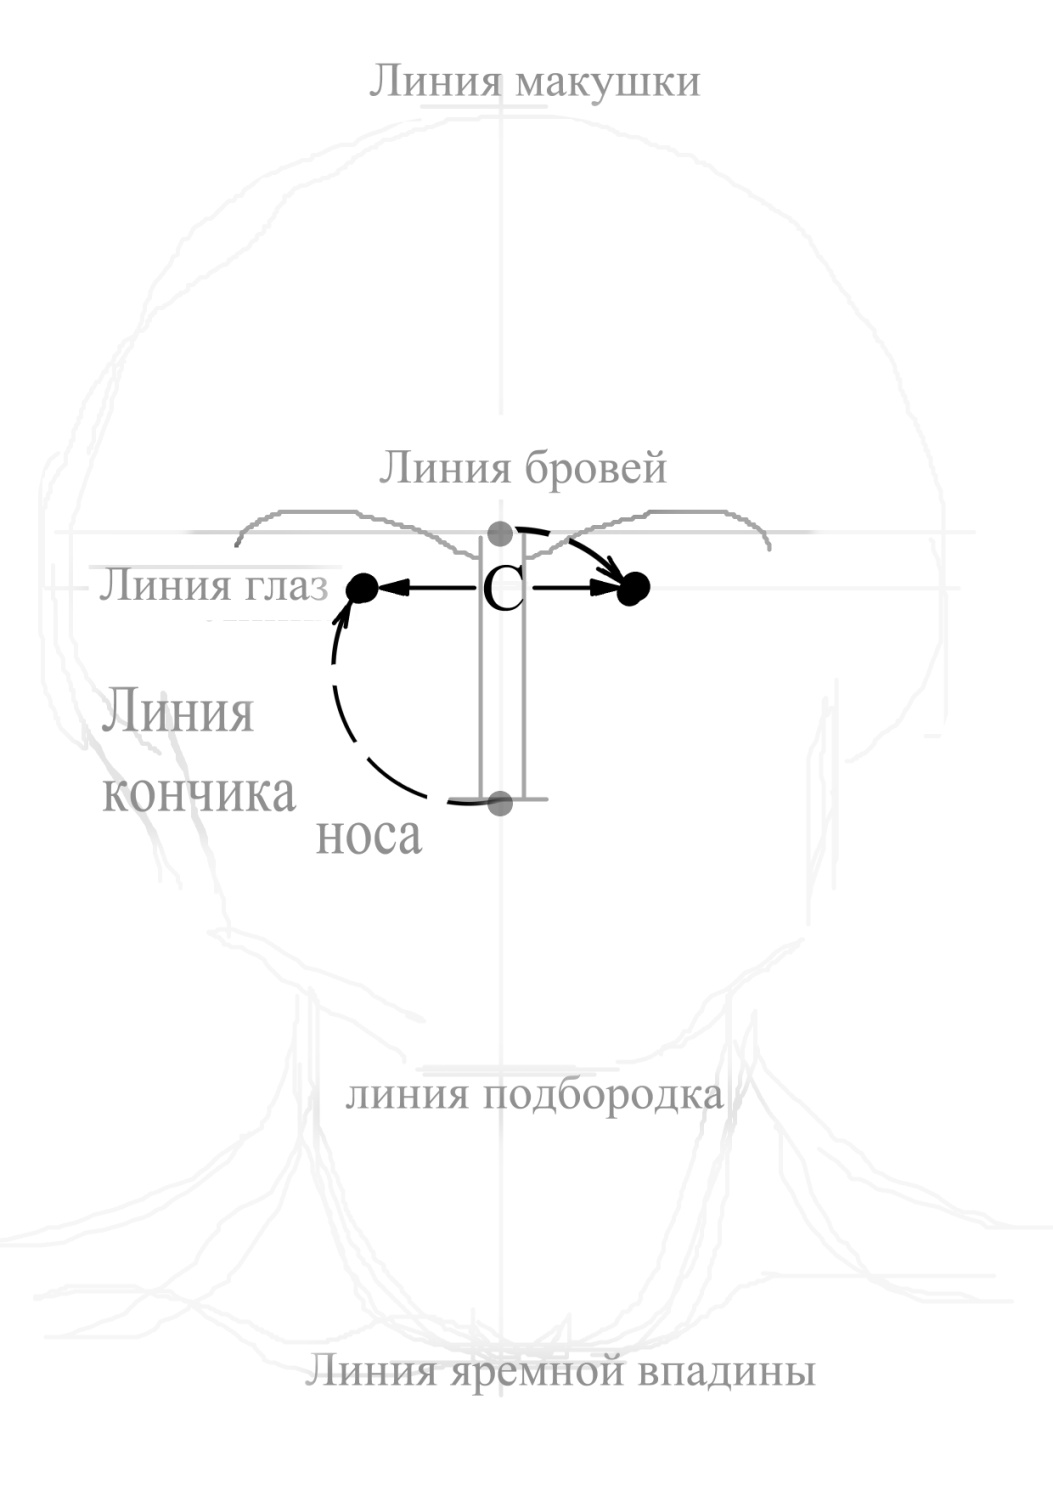 Линия макушки
Линия бровей
Линия глаз
С
Линия
кончика
носа
линия подбородка
Линия яремной впадины